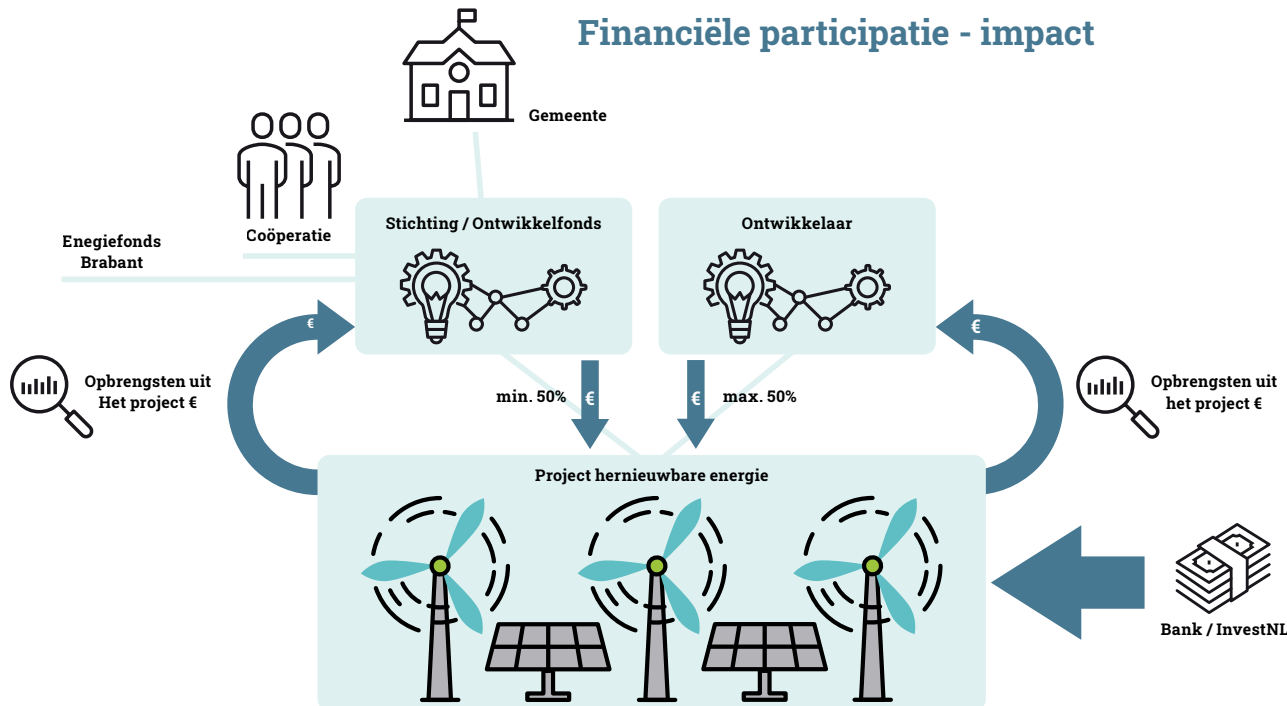 Financiële participatie - impact
Gemeente
Coöperatie
Enegiefonds
Brabant
Stichting / Ontwikkelfonds
Ontwikkelaar
€
€
Opbrengsten uit
Het project €
min. 50%
€
€
max. 50%
Opbrengsten uit
het project €
Project hernieuwbare energie
Bank / InvestNL